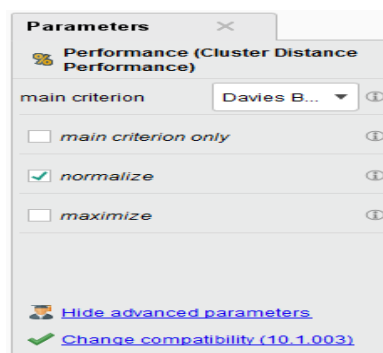 Parameters
Performance (Cluster Distance
Performance)
main criterion Davies B...
main criterion only
normalize
maximize
Hide advanced parameters
Change compatibility (10.1.003)